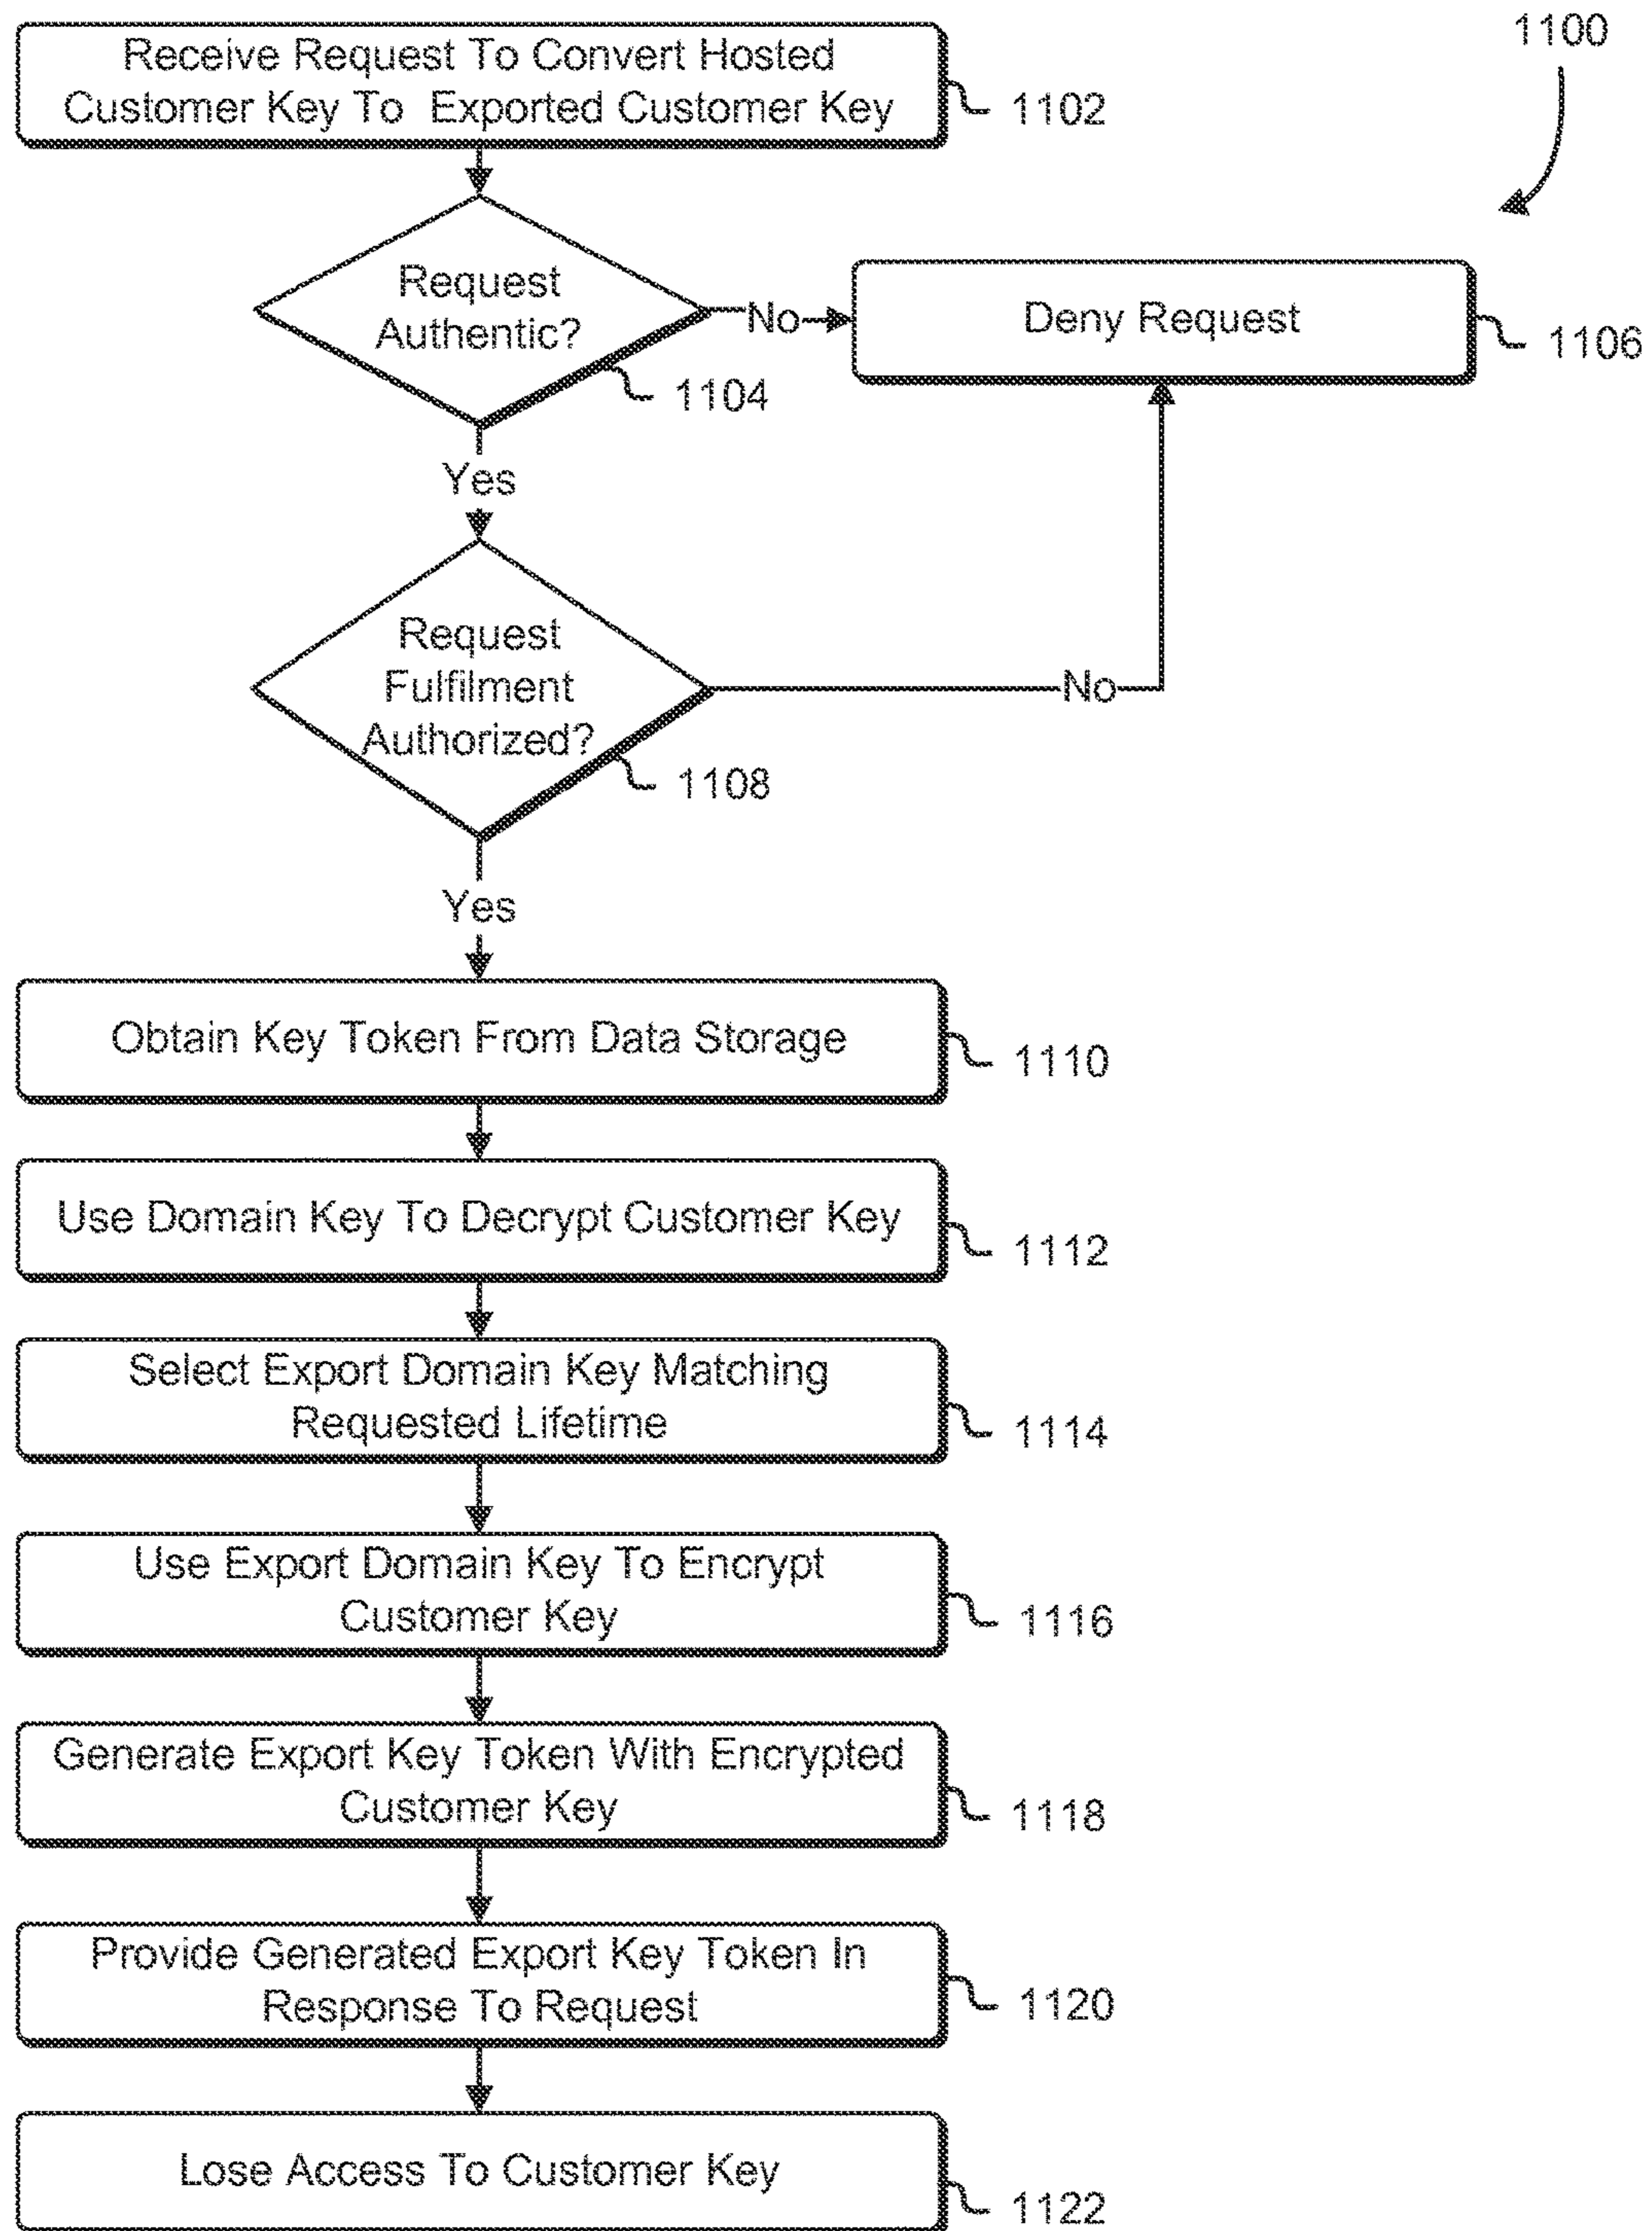 1100
Receive Request To Convert Hosted
Customer Key To Exported Customer Key
1102
Request
Authentic?
No
Deny Request
1106
1104
Yes
Request
Fulfilment
Authorized?
No
1108
Yes
Obtain Key Token From Data Storage
1110
Use Domain Key To Decrypt Customer Key
1112
Select Export Domain Key Matching
Requested Lifetime
1114
Use Export Domain Key To Encrypt
Customer Key
1116
Generate Export Key Token With Encrypted
Customer Key
1118
Provide Generated Export Key Token In
Response To Request
1120
Lose Access To Customer Key
1122